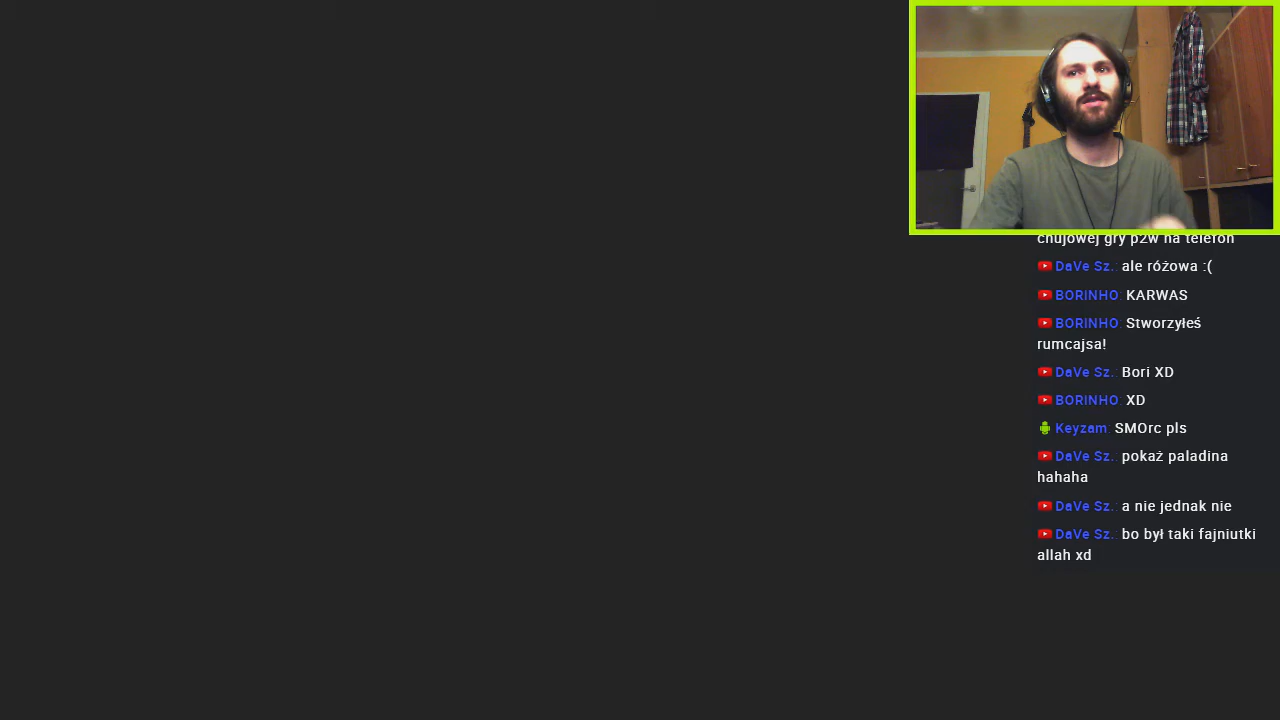 chujowej gry p2w na telefon
DaVe Sz.: ale różowa :(
BORINHO: KARWAS
BORINHO: Stworzyłeś
rumcajsa!
DaVe Sz.: Bori XD
BORINHO: XD
Keyzam: SMOrc pls
DaVe Sz.: pokaż paladina
hahaha
DaVe Sz.: a nie jednak nie
DaVe Sz.: bo był taki fajniutki
allah xd